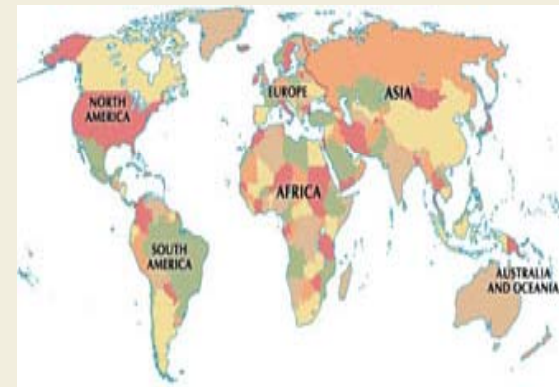 NORTH
AMERICA
EUROPE
ASIA
AFRICA
SOUTH
AMERICA
AUSTRALIA
AND OCEANIA